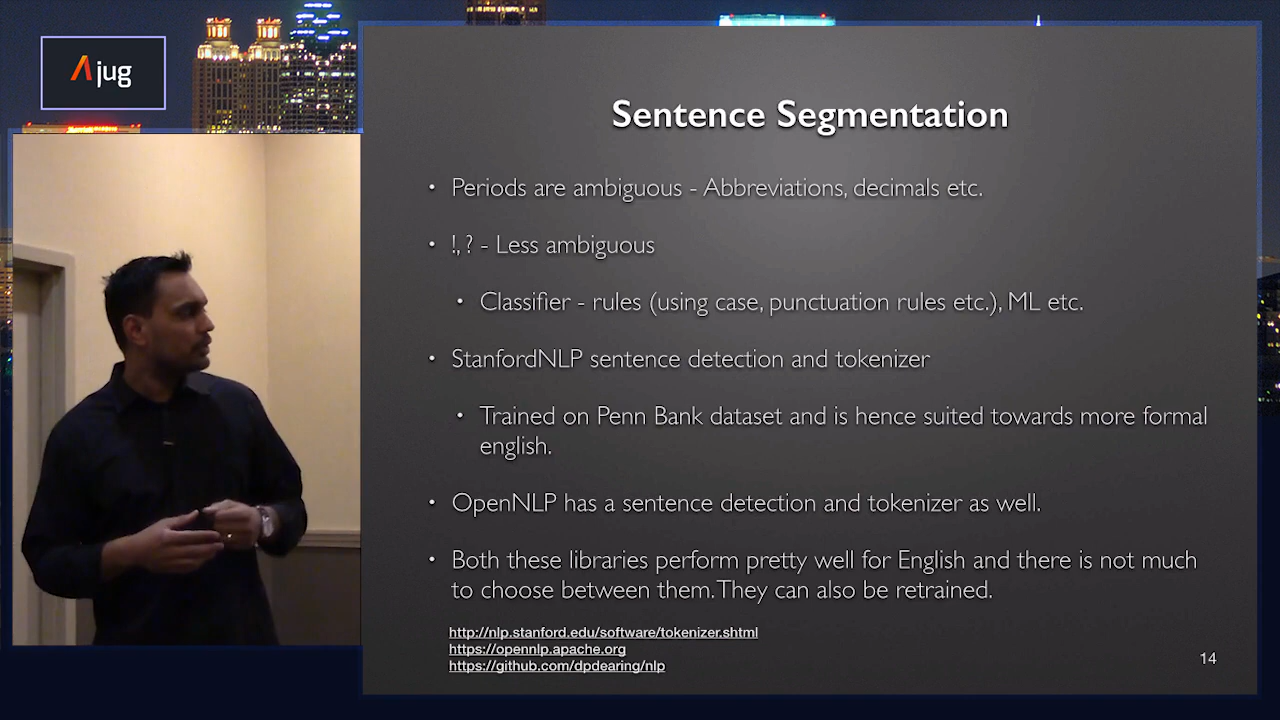 Λjug
Sentence Segmentation
• Periods are ambiguous - Abbreviations, decimals etc.
• !, ? - Less ambiguous
• Classifier - rules (using case, punctuation rules etc.), ML etc.
• StanfordNLP sentence detection and tokenizer
• Trained on Penn Bank dataset and is hence suited towards more formal
english.
• OpenNLP has a sentence detection and tokenizer as well.
• Both these libraries perform pretty well for English and there is not much
to choose between them. They can also be retrained.
http://nlp.stanford.edu/software/tokenizer.shtml
https://opennlp.apache.org
https://github.com/dpdearing/nlp
14